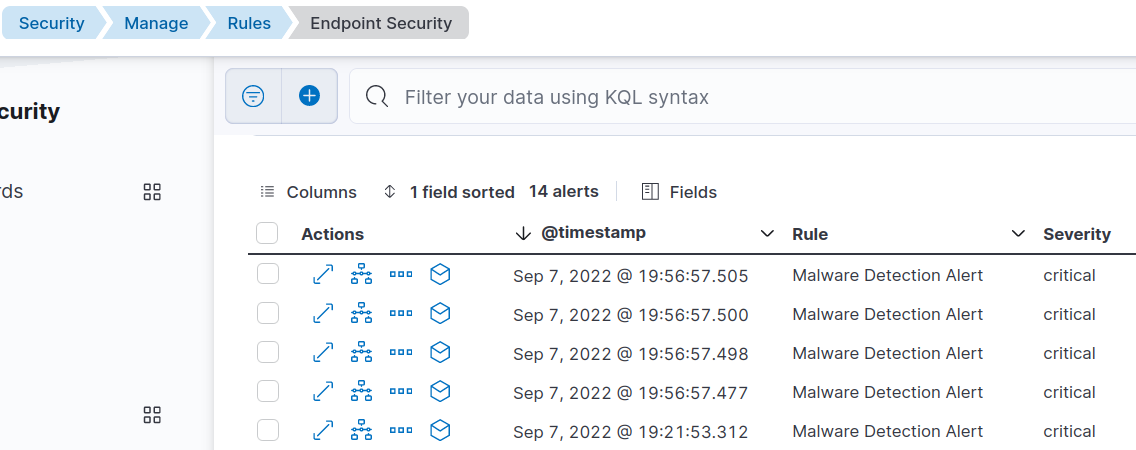 Security Manage Rules Endpoint Security
Filter your data using KQL syntax
curity
rds
Columns 1 field sorted 14 alerts Fields
Actions @timestamp Rule Severity
Sep 7, 2022 @ 19:56:57.505 Malware Detection Alert critical
Sep 7, 2022 @ 19:56:57.500 Malware Detection Alert critical
Sep 7, 2022 @ 19:56:57.498 Malware Detection Alert critical
Sep 7, 2022 @ 19:56:57.477 Malware Detection Alert critical
Sep 7, 2022 @ 19:21:53.312 Malware Detection Alert critical